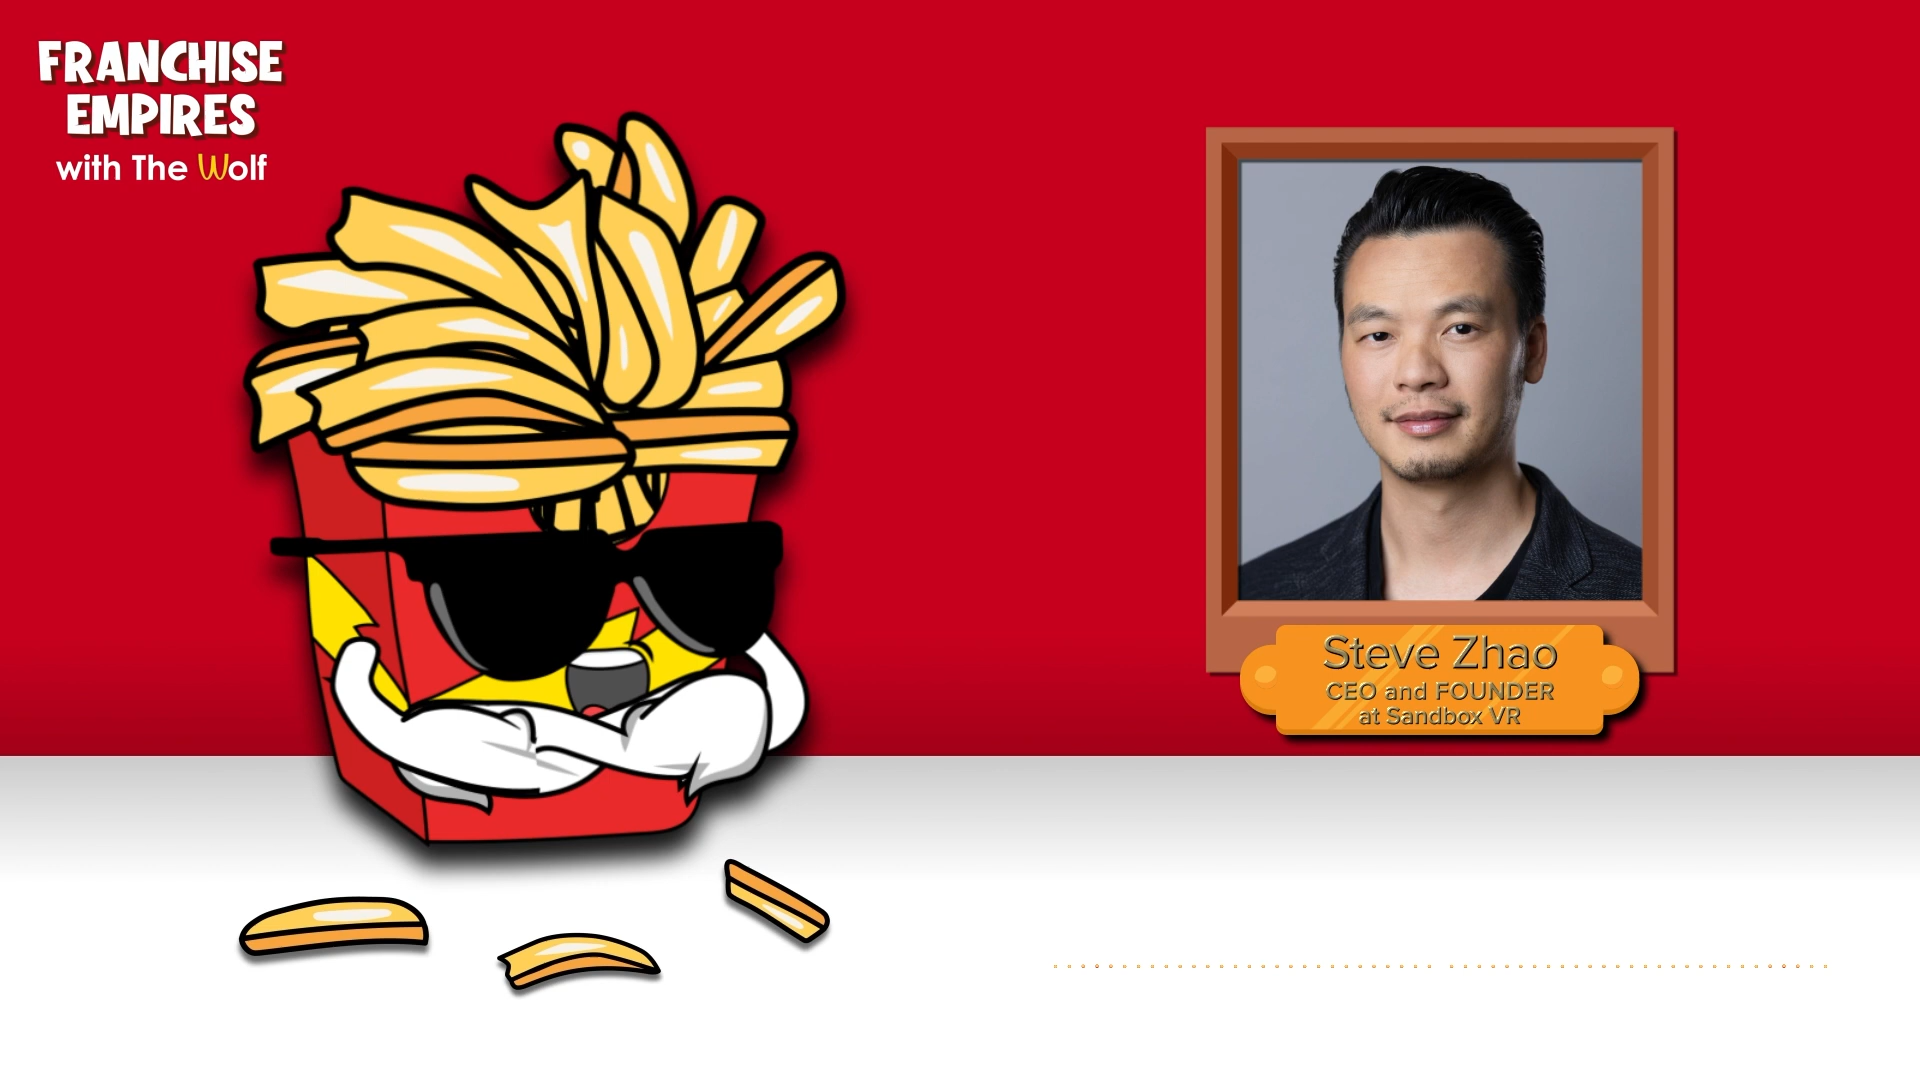 FRANCHISE
EMPIRES
with The Wolf
Steve Zhao
CEO and FOUNDER
at Sandbox VR